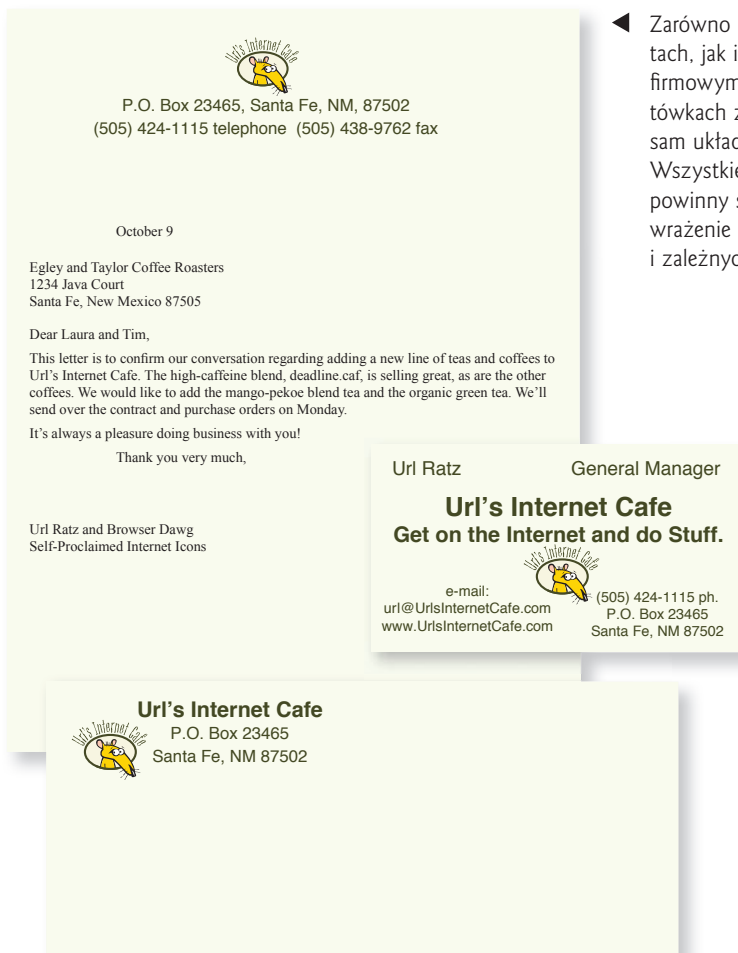 Url's Internet Cafe
P.O. Box 23465, Santa Fe, NM, 87502
(505) 424-1115 telephone (505) 438-9762 fax
October 9
Egley and Taylor Coffee Roasters
1234 Java Court
Santa Fe, New Mexico 87505
Dear Laura and Tim,
This letter is to confirm our conversation regarding adding a new line of teas and coffees to
Url’s Internet Cafe. The high-caffeine blend, deadline.caf, is selling great, as are the other
coffees. We would like to add the mango-pekoe blend tea and the organic green tea. We’ll
send over the contract and purchase orders on Monday.
It’s always a pleasure doing business with you!
Thank you very much,
Url Ratz and Browser Dawg
Self-Proclaimed Internet Icons
Url Ratz General Manager
Url’s Internet Cafe
Get on the Internet and do Stuff.
Url's Internet Cafe
e-mail:
url@UrlsInternetCafe.com
www.UrlsInternetCafe.com
(505) 424-1115 ph.
P.O. Box 23465
Santa Fe, NM 87502
Url's Internet Cafe
Url’s Internet Cafe
P.O. Box 23465
Santa Fe, NM 87502
◀ Zarówno
tach, jak i
firmowym
tówkach z
sam układ
Wszystkie
powinny s
wrażenie
i zależnyc